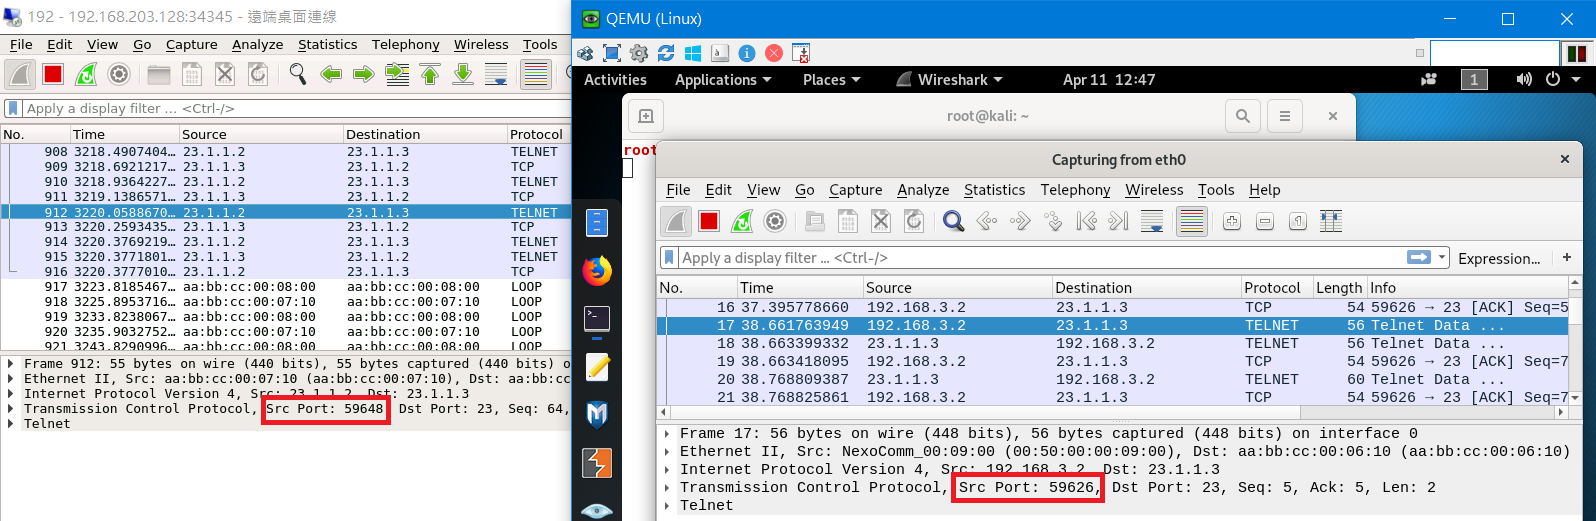 192 - 192.168.203.128:34345 - 遠端桌面連線
File Edit View Go Capture Analyze Statistics Telephony Wireless Tools
Apply a display filter ... <Ctrl-/>
No. Time Source Destination Protocol
908 3218.4907404... 23.1.1.2 23.1.1.3 TELNET
909 3218.6921217... 23.1.1.3 23.1.1.2 TCP
910 3218.9364227... 23.1.1.2 23.1.1.3 TELNET
911 3219.1386571... 23.1.1.3 23.1.1.2 TCP
912 3220.0588670... 23.1.1.2 23.1.1.3 TELNET
913 3220.2593435... 23.1.1.3 23.1.1.2 TCP
914 3220.3769219... 23.1.1.2 23.1.1.3 TELNET
915 3220.3771801... 23.1.1.3 23.1.1.2 TELNET
916 3220.3777010... 23.1.1.2 23.1.1.3 TCP
917 3223.8185467... aa:bb:cc:00:08:00 aa:bb:cc:00:08:00 LOOP
918 3225.8953716... aa:bb:cc:00:07:10 aa:bb:cc:00:07:10 LOOP
919 3233.8238067... aa:bb:cc:00:08:00 aa:bb:cc:00:08:00 LOOP
920 3235.9032752... aa:bb:cc:00:07:10 aa:bb:cc:00:07:10 LOOP
921 3243.8290996... aa:bb:cc:00:08:00 aa:bb:cc:00:08:00 LOOP
Frame 912: 55 bytes on wire (440 bits), 55 bytes captured (440 bits) o
Ethernet II, Src: aa:bb:cc:00:07:10 (aa:bb:cc:00:07:10), Dst: aa:bb:cc
Internet Protocol Version 4, Src: 23.1.1.2, Dst: 23.1.1.3
Transmission Control Protocol, Src Port: 59648, Dst Port: 23, Seq: 64,
Telnet
QEMU (Linux)
Activities Applications Places Wireshark Apr 11 12:47 1
root@kali: ~
root
Capturing from eth0
File Edit View Go Capture Analyze Statistics Telephony Wireless Tools Help
Apply a display filter ... <Ctrl-/> Expression... +
No. Time Source Destination Protocol Length Info
16 37.395778660 192.168.3.2 23.1.1.3 TCP 54 59626 → 23 [ACK] Seq=5
17 38.661763949 192.168.3.2 23.1.1.3 TELNET 56 Telnet Data ...
18 38.663399332 23.1.1.3 192.168.3.2 TELNET 56 Telnet Data ...
19 38.663418095 192.168.3.2 23.1.1.3 TCP 54 59626 → 23 [ACK] Seq=7
20 38.768809387 23.1.1.3 192.168.3.2 TELNET 60 Telnet Data ...
21 38.768825861 192.168.3.2 23.1.1.3 TCP 54 59626 → 23 [ACK] Seq=7
Frame 17: 56 bytes on wire (448 bits), 56 bytes captured (448 bits) on interface 0
Ethernet II, Src: NexoComm_00:09:00 (00:50:00:00:09:00), Dst: aa:bb:cc:00:06:10 (aa:bb:cc:00:06:10)
Internet Protocol Version 4, Src: 192.168.3.2, Dst: 23.1.1.3
Transmission Control Protocol, Src Port: 59626, Dst Port: 23, Seq: 5, Ack: 5, Len: 2
Telnet